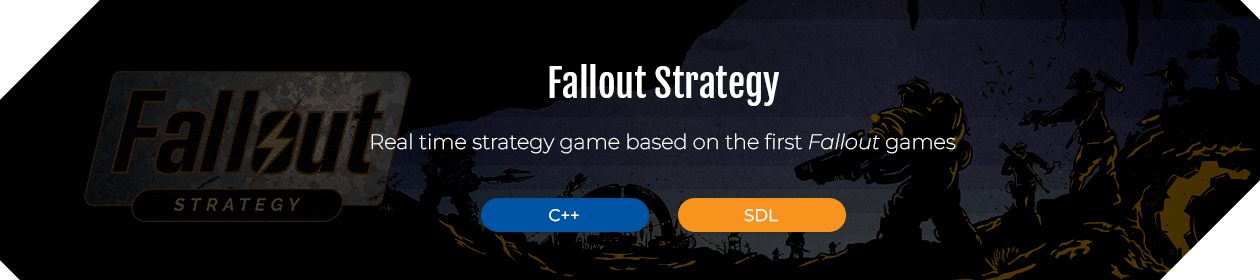 Fallout
STRATEGY
Fallout Strategy
Real time strategy game based on the first Fallout games
C++
SDL